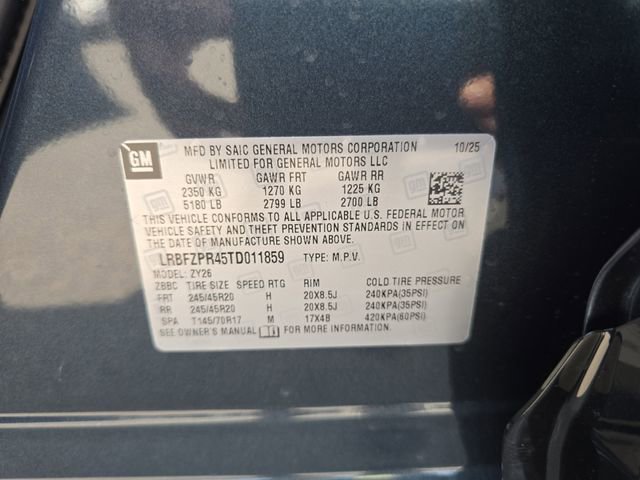 GM
MFD BY SAIC GENERAL MOTORS CORPORATION 10/25
LIMITED FOR GENERAL MOTORS LLC
GVWR GAWR FRT GAWR RR
2350 KG 1270 KG 1225 KG
5180 LB 2799 LB 2700 LB
THIS VEHICLE CONFORMS TO ALL APPLICABLE U.S. FEDERAL MOTOR
VEHICLE SAFETY AND THEFT PREVENTION STANDARDS IN EFFECT ON
THE DATE OF MANUFACTURE SHOWN ABOVE.
LRBFZPR45TD011859 TYPE: M.P.V.
MODEL: ZY26
ZBBC TIRE SIZE SPEED RTG RIM COLD TIRE PRESSURE
FRT 245/45R20 H 20X8.5J 240KPA(35PSI)
RR 245/45R20 H 20X8.5J 240KPA(35PSI)
SPA T145/70R17 M 17X4B 420KPA(60PSI)
SEE OWNER'S MANUAL FOR MORE INFORMATION.